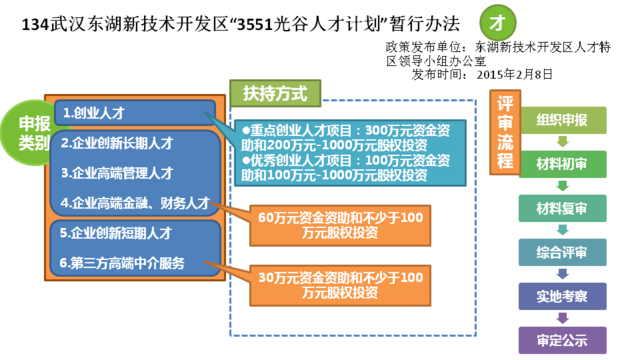 134武汉东湖新技术开发区“3551光谷人才计划”暂行办法
才
政策发布单位：东湖新技术开发区人才特
区领导小组办公室
发布时间：2015年2月8日
申报
类别
1.创业人才
2.企业创新长期人才
3.企业高端管理人才
4.企业高端金融、财务人才
5.企业创新短期人才
6.第三方高端中介服务
扶持方式
●重点创业人才项目：300万元资金资
助和200万元-1000万元股权投资
●优秀创业人才项目：100万元资金资
助和100万元-1000万元股权投资
60万元资金资助和不少于100
万元股权投资
30万元资金资助和不少于100
万元股权投资
评审流程
组织申报
材料初审
材料复审
综合评审
实地考察
审定公示